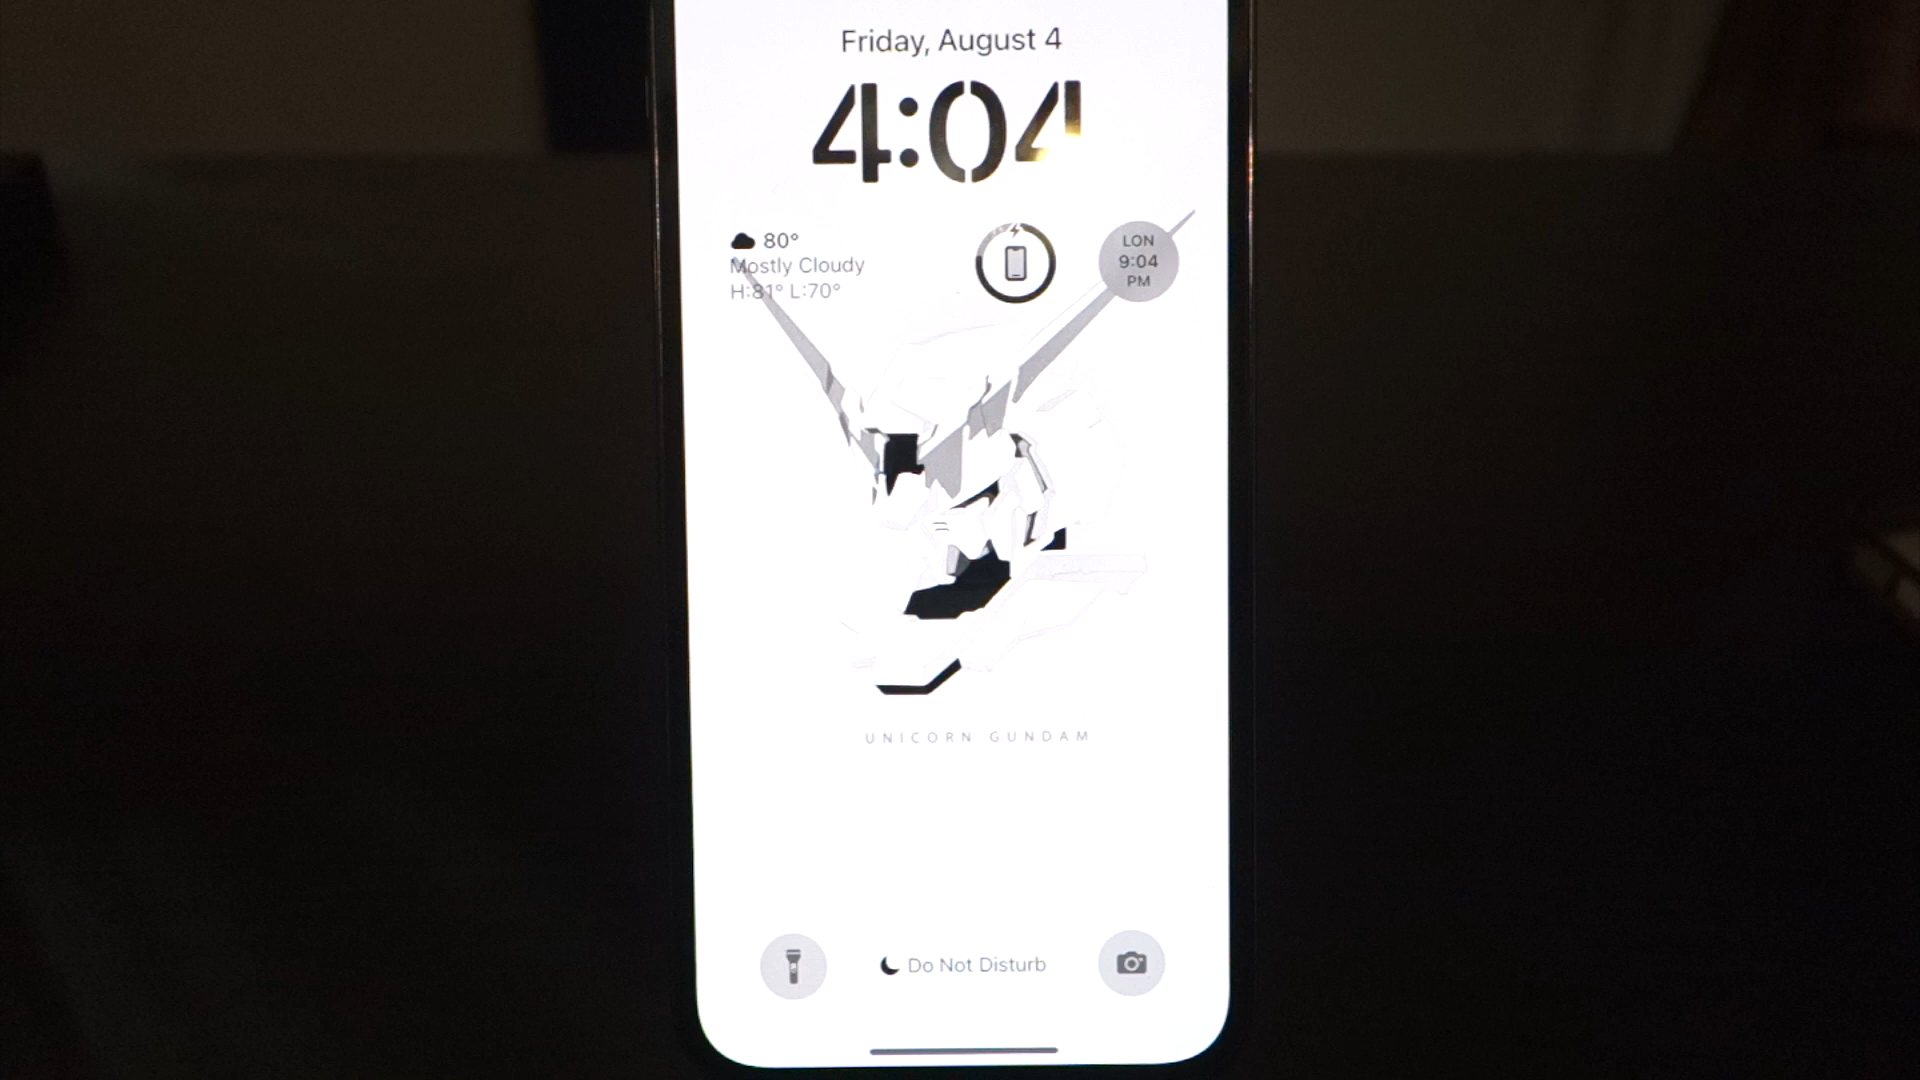 Friday, August 4
4:04
80°
Mostly Cloudy
H:81° L:70°
LON
9:04
PM
UNICORN GUNDAM
Do Not Disturb